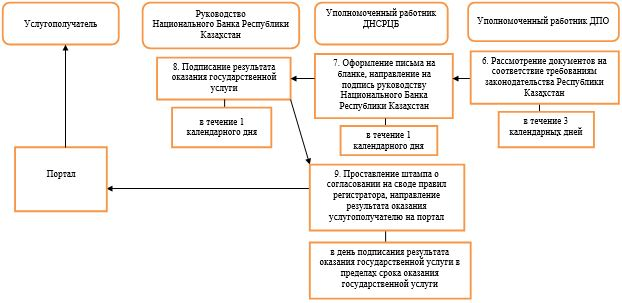 Услугополучатель
Руководство
Национального Банка Республики
Казахстан
Уполномоченный работник
ДНСРЦБ
Уполномоченный работник ДПО
8. Подписание результата
оказания государственной
услуги
7. Оформление письма на
бланке, направление на
подпись руководству
Национального Банка
Республики Казахстан
6. Рассмотрение документов на
соответствие требованиям
законодательства Республики
Казахстан
в течение 1
календарного дня
в течение 1
календарного дня
в течение 3
календарных дней
Портал
9. Проставление штампа о
согласовании на своде правил
регистратора, направление
результата оказания
услугополучателю на портал
в день подписания результата
оказания государственной услуги в
пределах срока оказания
государственной услуги